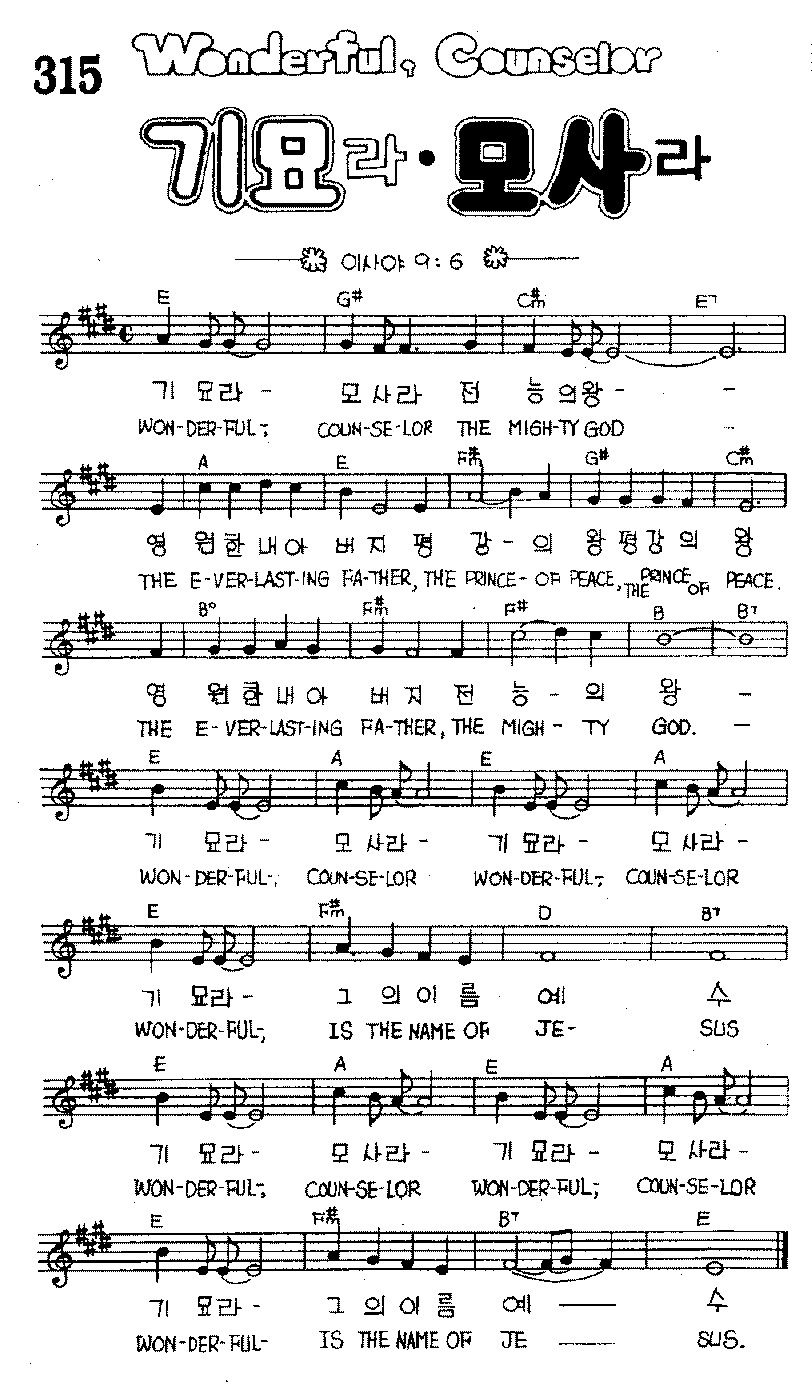 315
Wonderful, Counselor
기묘라 · 모사라
이사야 9 : 6
E G# C#m E7
기 묘라 - 모 사라 전 능 의왕 - -
WON-DER-FUL-; COUN-SE-LOR THE MIGH-TY GOD -
A E F#m G# C#m
영 원한 내아 버 지 평 강 - 의 왕 평강 의 왕
THE E-VER-LAST-ING FA-THER, THE PRINCE- OF PEACE, THE PRINCE OF PEACE.
B° F#m F# B B7
영 원한 내아 버 지 전 능 - 의 왕 -
THE E-VER-LAST-ING FA-THER, THE MIGH - TY GOD. -
E A E A
기 묘라 - 모 사라 - 기 묘라 - 모 사라 -
WON-DER-FUL-; COUN-SE-LOR WON-DER-FUL-; COUN-SE-LOR
E F#m D B7
기 묘라 - 그 의 이 름 예 수
WON-DER-FUL-, IS THE NAME OF JE- SUS
E A E A
기 묘라 - 모 사라 - 기 묘라 - 모 사라 -
WON-DER-FUL-; COUN-SE-LOR WON-DER-FUL-; COUN-SE-LOR
E F#m B7 E
기 묘라 - 그 의 이 름 예 수
WON-DER-FUL- IS THE NAME OF JE SUS.